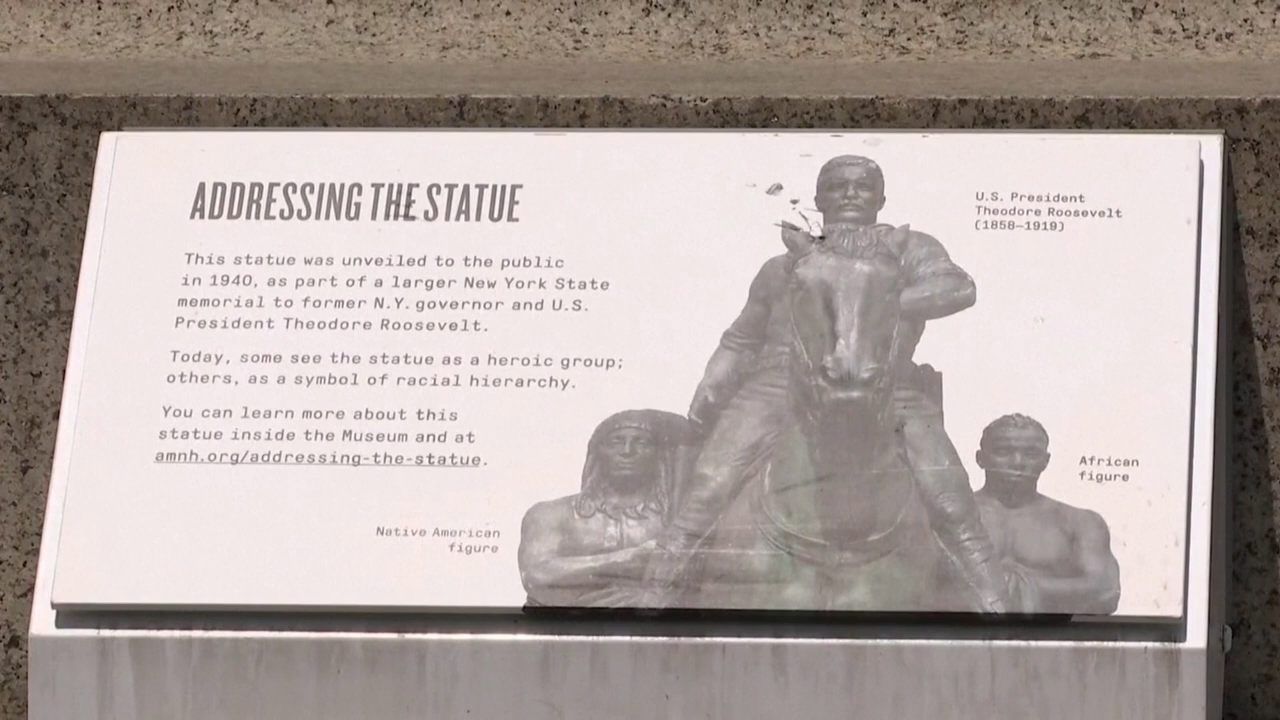 ADDRESSING THE STATUE
This statue was unveiled to the public
in 1940, as part of a larger New York State
memorial to former N.Y. governor and U.S.
President Theodore Roosevelt.
Today, some see the statue as a heroic group;
others, as a symbol of racial hierarchy.
You can learn more about this
statue inside the Museum and at
amnh.org/addressing-the-statue.
U.S. President
Theodore Roosevelt
(1858–1919)
African
figure
Native American
figure